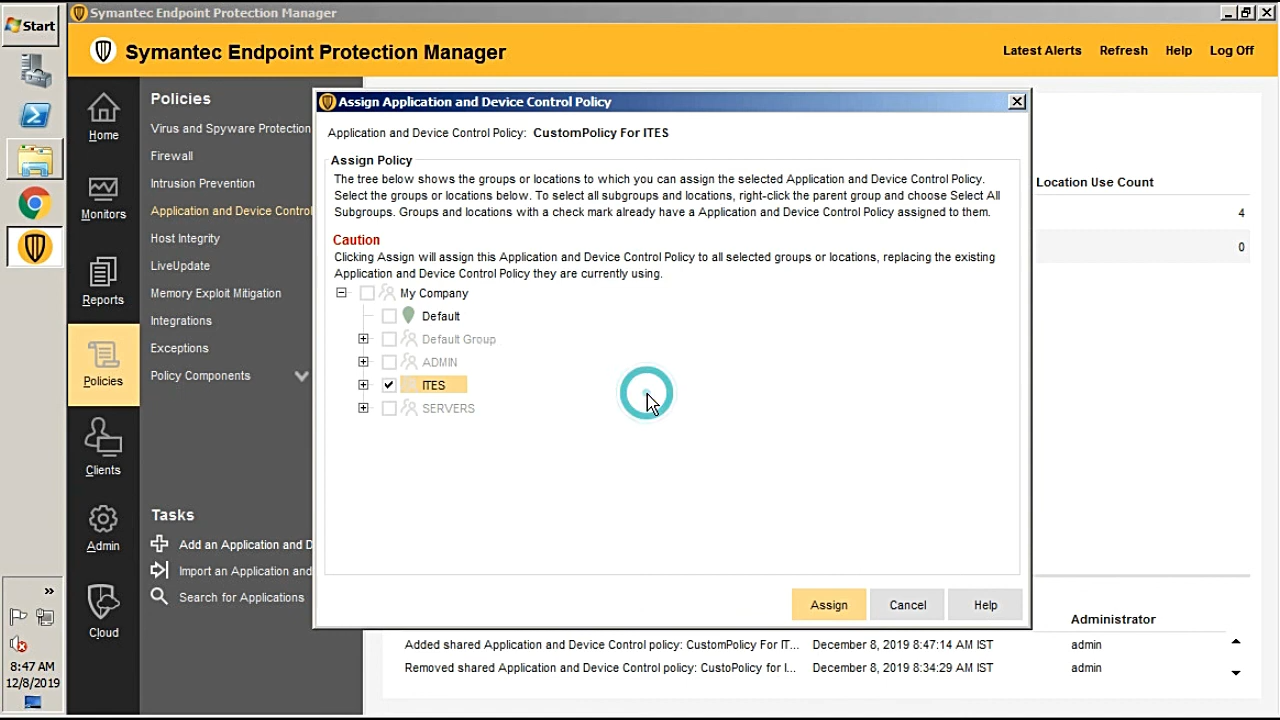 Start
Symantec Endpoint Protection Manager
Symantec Endpoint Protection Manager
Latest Alerts
Refresh
Help
Log Off
Home
Monitors
Reports
Policies
Clients
Admin
Cloud
Policies
Virus and Spyware Protection
Firewall
Intrusion Prevention
Application and Device Control
Host Integrity
LiveUpdate
Memory Exploit Mitigation
Integrations
Exceptions
Policy Components
Tasks
Add an Application and D
Import an Application and
Search for Applications
Assign Application and Device Control Policy
Application and Device Control Policy: CustomPolicy For ITES
Assign Policy
The tree below shows the groups or locations to which you can assign the selected Application and Device Control Policy.
Select the groups or locations below. To select all subgroups and locations, right-click the parent group and choose Select All
Subgroups. Groups and locations with a check mark already have a Application and Device Control Policy assigned to them.
Caution
Clicking Assign will assign this Application and Device Control Policy to all selected groups or locations, replacing the existing
Application and Device Control Policy they are currently using.
My Company
Default
Default Group
ADMIN
ITES
SERVERS
Assign
Cancel
Help
Location Use Count
4
0
Administrator
Added shared Application and Device Control policy: CustomPolicy For IT... December 8, 2019 8:47:14 AM IST admin
Removed shared Application and Device Control policy: CustoPolicy for I... December 8, 2019 8:34:29 AM IST admin
8:47 AM
12/8/2019